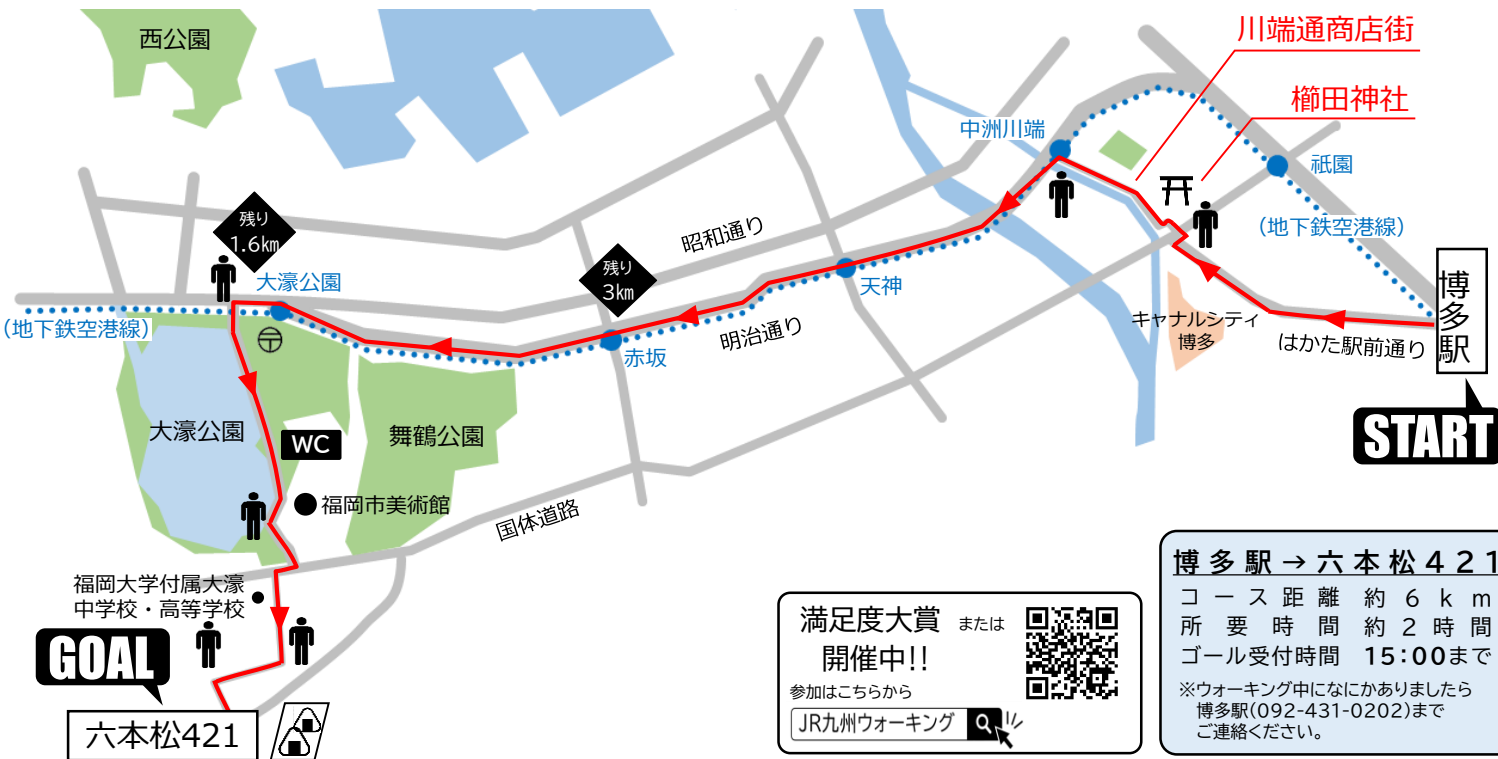 西公園
川端通商店街
櫛田神社
中洲川端
祇園
(地下鉄空港線)
残り
1.6km
昭和通り
大濠公園
残り
3km
天神
博多駅
(地下鉄空港線)
赤坂
明治通り
キャナルシティ
博多
はかた駅前通り
START
大濠公園
WC
舞鶴公園
福岡市美術館
国体道路
福岡大学付属大濠
中学校・高等学校
GOAL
六本松421
満足度大賞 または
開催中!!
参加はこちらから
JR九州ウォーキング
博多駅→六本松421
コース距離 約6km
所要時間 約2時間
ゴール受付時間 15:00まで
※ウォーキング中になにかありましたら
博多駅(092-431-0202)まで
ご連絡ください。